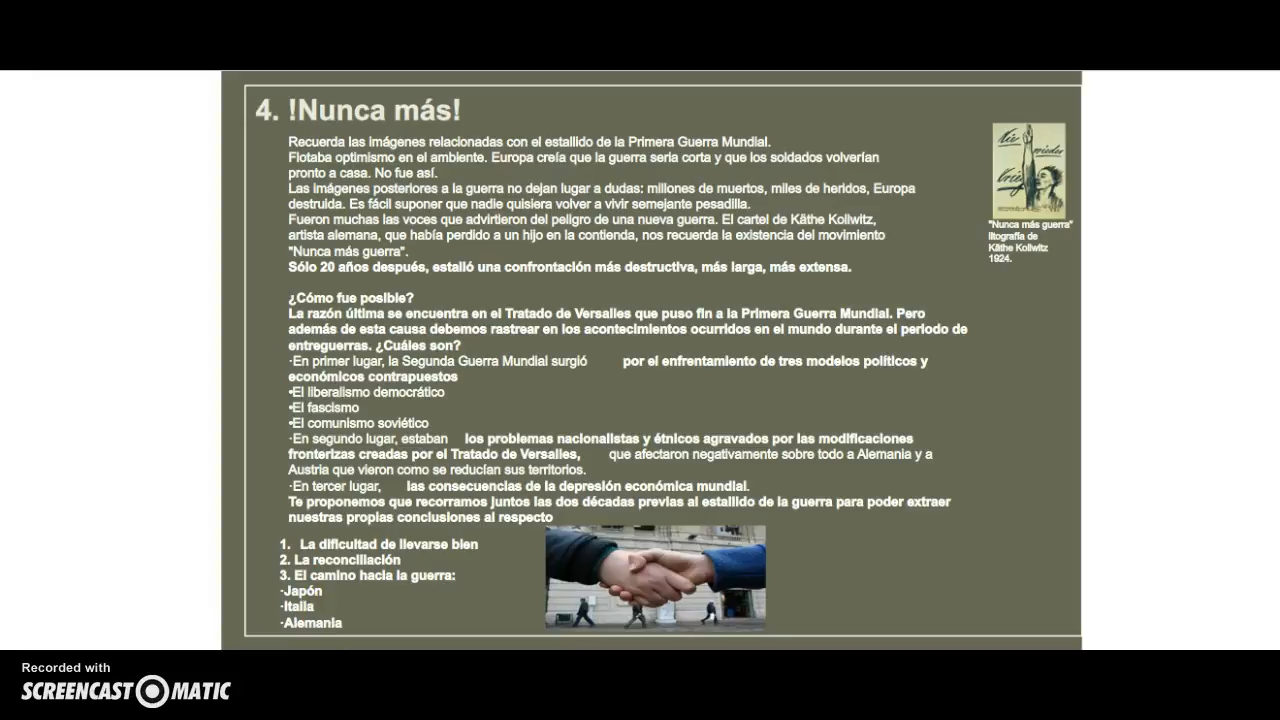 4. !Nunca más!
Recuerda las imágenes relacionadas con el estallido de la Primera Guerra Mundial.
Flotaba optimismo en el ambiente. Europa creía que la guerra seria corta y que los soldados volverían
pronto a casa. No fue así.
Las imágenes posteriores a la guerra no dejan lugar a dudas: millones de muertos, miles de heridos, Europa
destruida. Es fácil suponer que nadie quisiera volver a vivir semejante pesadilla.
Fueron muchas las voces que advirtieron del peligro de una nueva guerra. El cartel de Käthe Kollwitz,
artista alemana, que había perdido a un hijo en la contienda, nos recuerda la existencia del movimiento
"Nunca más guerra".
Sólo 20 años después, estalló una confrontación más destructiva, más larga, más extensa.
Nie
wieder
Krieg
"Nunca más guerra"
litografía de
Käthe Kollwitz
1924.
¿Cómo fue posible?
La razón última se encuentra en el Tratado de Versalles que puso fin a la Primera Guerra Mundial. Pero
además de esta causa debemos rastrear en los acontecimientos ocurridos en el mundo durante el periodo de
entreguerras. ¿Cuáles son?
·En primer lugar, la Segunda Guerra Mundial surgió por el enfrentamiento de tres modelos políticos y
económicos contrapuestos
•El liberalismo democrático
•El fascismo
•El comunismo soviético
·En segundo lugar, estaban los problemas nacionalistas y étnicos agravados por las modificaciones
fronterizas creadas por el Tratado de Versalles, que afectaron negativamente sobre todo a Alemania y a
Austria que vieron como se reducían sus territorios.
·En tercer lugar, las consecuencias de la depresión económica mundial.
Te proponemos que recorramos juntos las dos décadas previas al estallido de la guerra para poder extraer
nuestras propias conclusiones al respecto
1. La dificultad de llevarse bien
2. La reconciliación
3. El camino hacia la guerra:
·Japón
·Italia
·Alemania
Recorded with
SCREENCAST MATIC